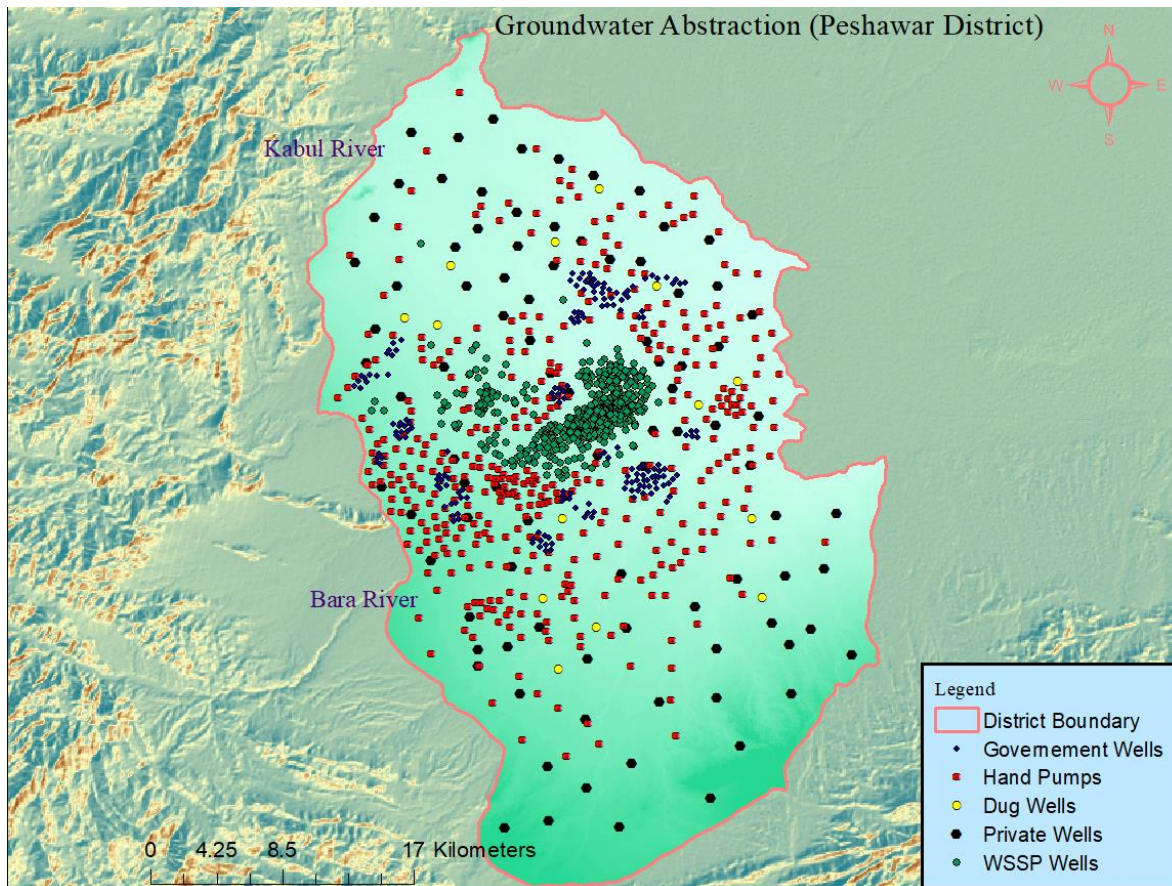 Groundwater Abstraction (Peshawar District)
N
W E
S
Kabul River
Bara River
0 4.25 8.5 17 Kilometers
Legend
District Boundary
Governement Wells
Hand Pumps
Dug Wells
Private Wells
WSSP Wells